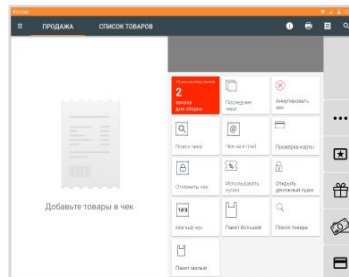 ПРОДАЖА
СПИСОК ТОВАРОВ
2
заказа
для сборки
Последние
чеки
Аннулировать
чек
Поиск чека
Чек на e-mail
Проверка карты
Отложить чек
Использовать
купон
Открыть
денежный ящик
Мягкий чек
Пакет большой
Поиск товара
Пакет малый
Добавьте товары в чек